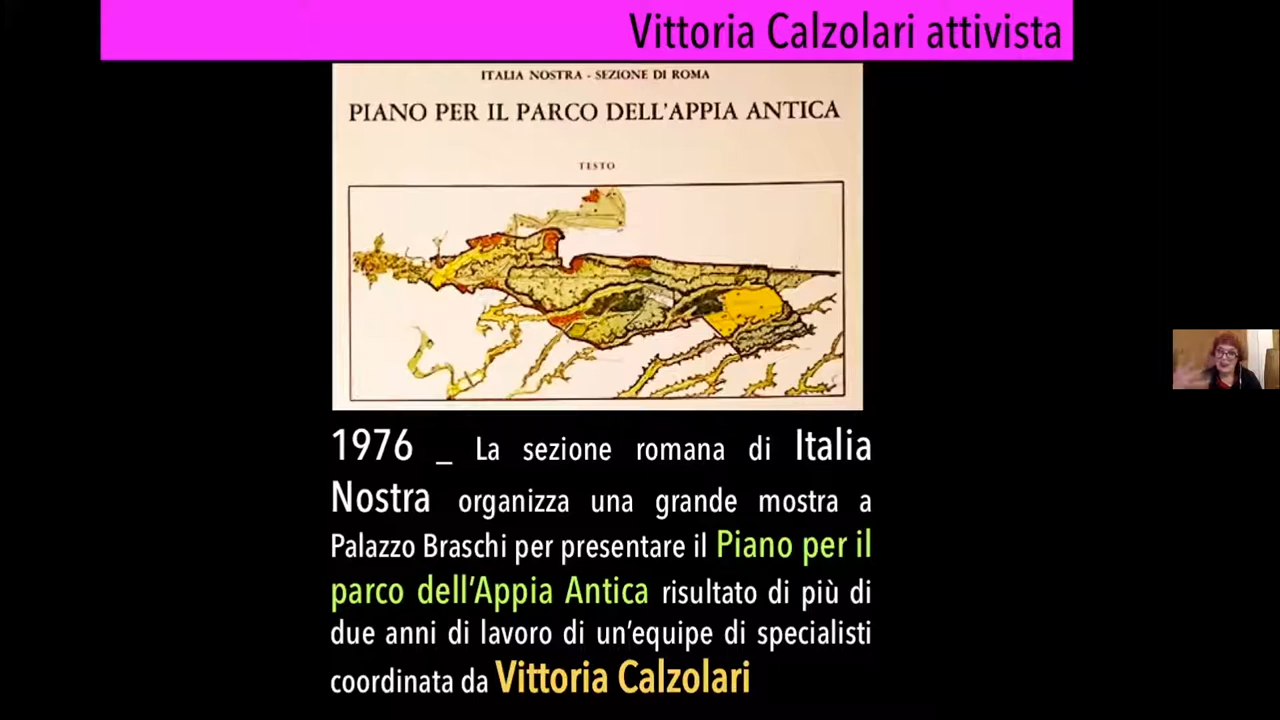 Vittoria Calzolari attivista
ITALIA NOSTRA - SEZIONE DI ROMA
PIANO PER IL PARCO DELL'APPIA ANTICA
TESTO
1976 _ La sezione romana di Italia
Nostra organizza una grande mostra a
Palazzo Braschi per presentare il Piano per il
parco dell'Appia Antica risultato di più di
due anni di lavoro di un'equipe di specialisti
coordinata da Vittoria Calzolari